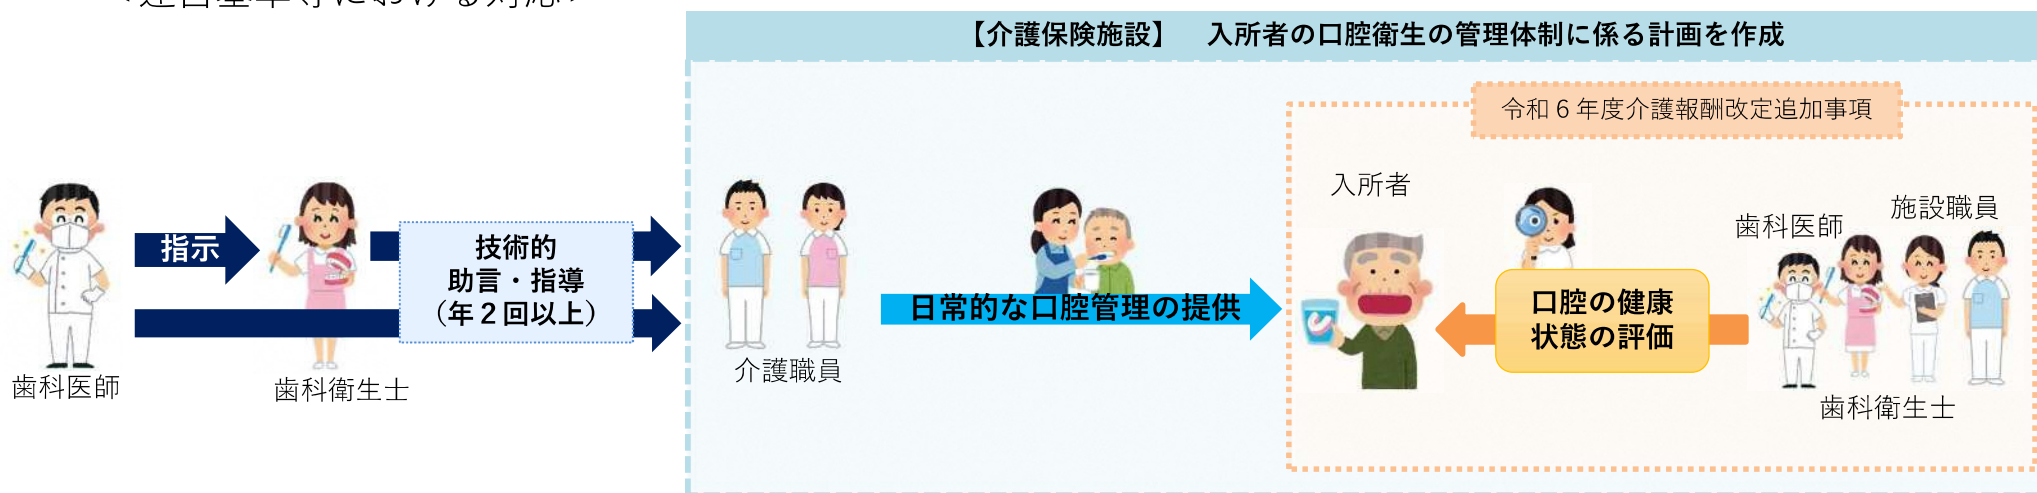 【介護保険施設】　入所者の口腔衛生の管理体制に係る計画を作成
令和６年度介護報酬改定追加事項
指示
技術的
助言・指導
（年２回以上）
歯科医師
歯科衛生士
介護職員
日常的な口腔管理の提供
入所者
口腔の健康
状態の評価
歯科医師
施設職員
歯科衛生士